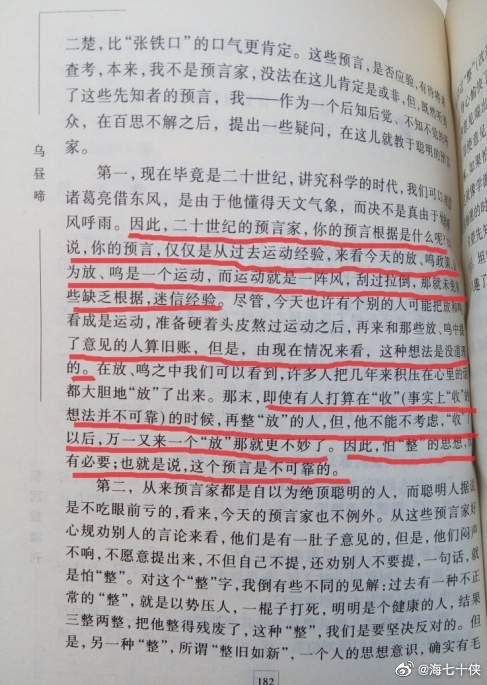 二楚，比“张铁口”的口气更肯定。这些预言，是否应验，有待将来
查考，本来，我不是预言家，没法在这儿肯定是或非，但，既然听
了这些先知者的预言，我——作为一个后知后觉、不知不觉的
众，在百思不解之后，提出一些疑问，在这儿就教于聪明的预言
家。
第一，现在毕竟是二十世纪，讲究科学的时代，我们可以
诸葛亮借东风，是由于他懂得天文气象，而决不是真由于他
风呼雨。因此，二十世纪的预言家，你的预言根据是什么呢？
说，你的预言，仅仅是从过去运动经验，来看今天的放、鸣政策，
为放、鸣是一个运动，而运动就是一阵风，刮过拉倒，那就未免
些缺乏根据，迷信经验。尽管，今天也许有个别的人可能把放和
看成是运动，准备硬着头皮熬过运动之后，再来和那些放、鸣中
了意见的人算旧账，但是，由现在情况来看，这种想法是没道理
的。在放、鸣之中我们可以看到，许多人把几年来积压在心里的话
都大胆地“放”了出来。那末，即使有人打算在“收”（事实上“收”的
想法并不可靠）的时候，再整“放”的人，但，他不能不考虑，“收”了
以后，万一又来一个“放”那就更不妙了。因此，怕“整”的思想，
有必要；也就是说，这个预言是不可靠的。
第二，从来预言家都是自以为绝顶聪明的人，而聪明人据说
是不吃眼前亏的，看来，今天的预言家也不例外。从这些预言家好
心规劝别人的言论来看，他们是有一肚子意见的，但是，他们闷声
不响，不愿意提出来，不但自己不提，还劝别人不要提，一句话，就
是怕“整”。对这个“整”字，我倒有些不同的见解：过去有一种不正
常的“整”，就是以势压人，一棍子打死，明明是个健康的人，结果
三整两整，把他整得残废了，这种“整”，我们是要坚决反对的。但
是，另一种“整”，所谓“整旧如新”，一个人的思想意识，确实有毛
182
乌昼啼
@海七十侠